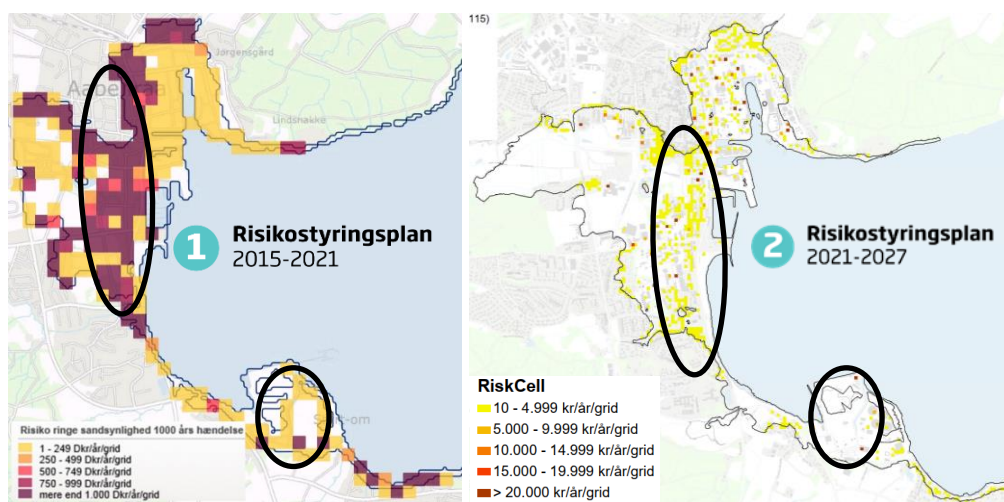 115)
Jørgensgård
Aabenraa
Lindsnakke
1
Risikostyringsplan
2015-2021
2
Risikostyringsplan
2021-2027
Risiko ringe sandsynlighed 1000 års hændelse
1 - 249 Dkr/år/grid
250 - 499 Dkr/år/grid
500 - 749 Dkr/år/grid
750 - 999 Dkr/år/grid
mere end 1.000 Dkr/år/grid
RiskCell
10 - 4.999 kr/år/grid
5.000 - 9.999 kr/år/grid
10.000 - 14.999 kr/år/grid
15.000 - 19.999 kr/år/grid
> 20.000 kr/år/grid